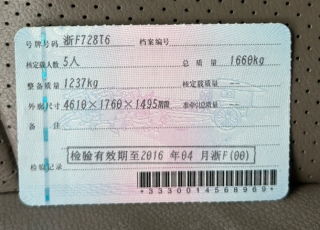 号牌号码 浙F728T6 档案编号
核定载人数 5人 总质量 1660kg
整备质量 1237kg 核定载质量 --
外廓尺寸 4610×1760×1495mm 准牵引总质量 --
备注
检验有效期至2016 年04 月浙F(00)
检验记录
*3330014568969*